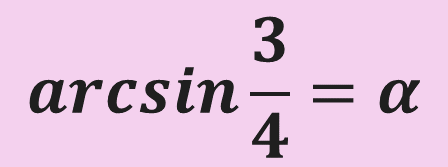 arcsin 3/4 = α